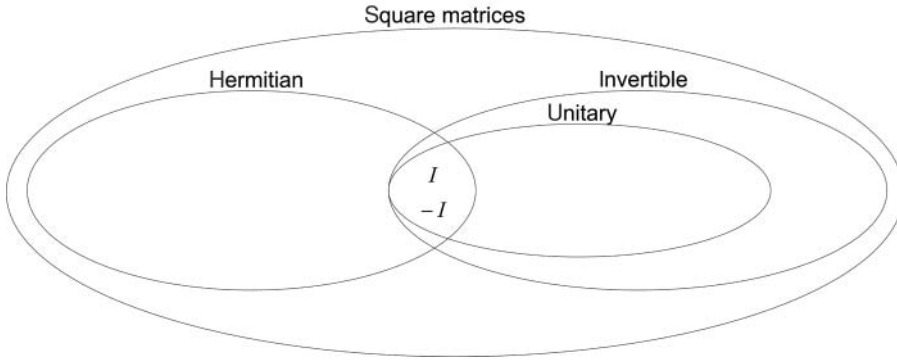 Square matrices
Hermitian
Invertible
Unitary
I
−I